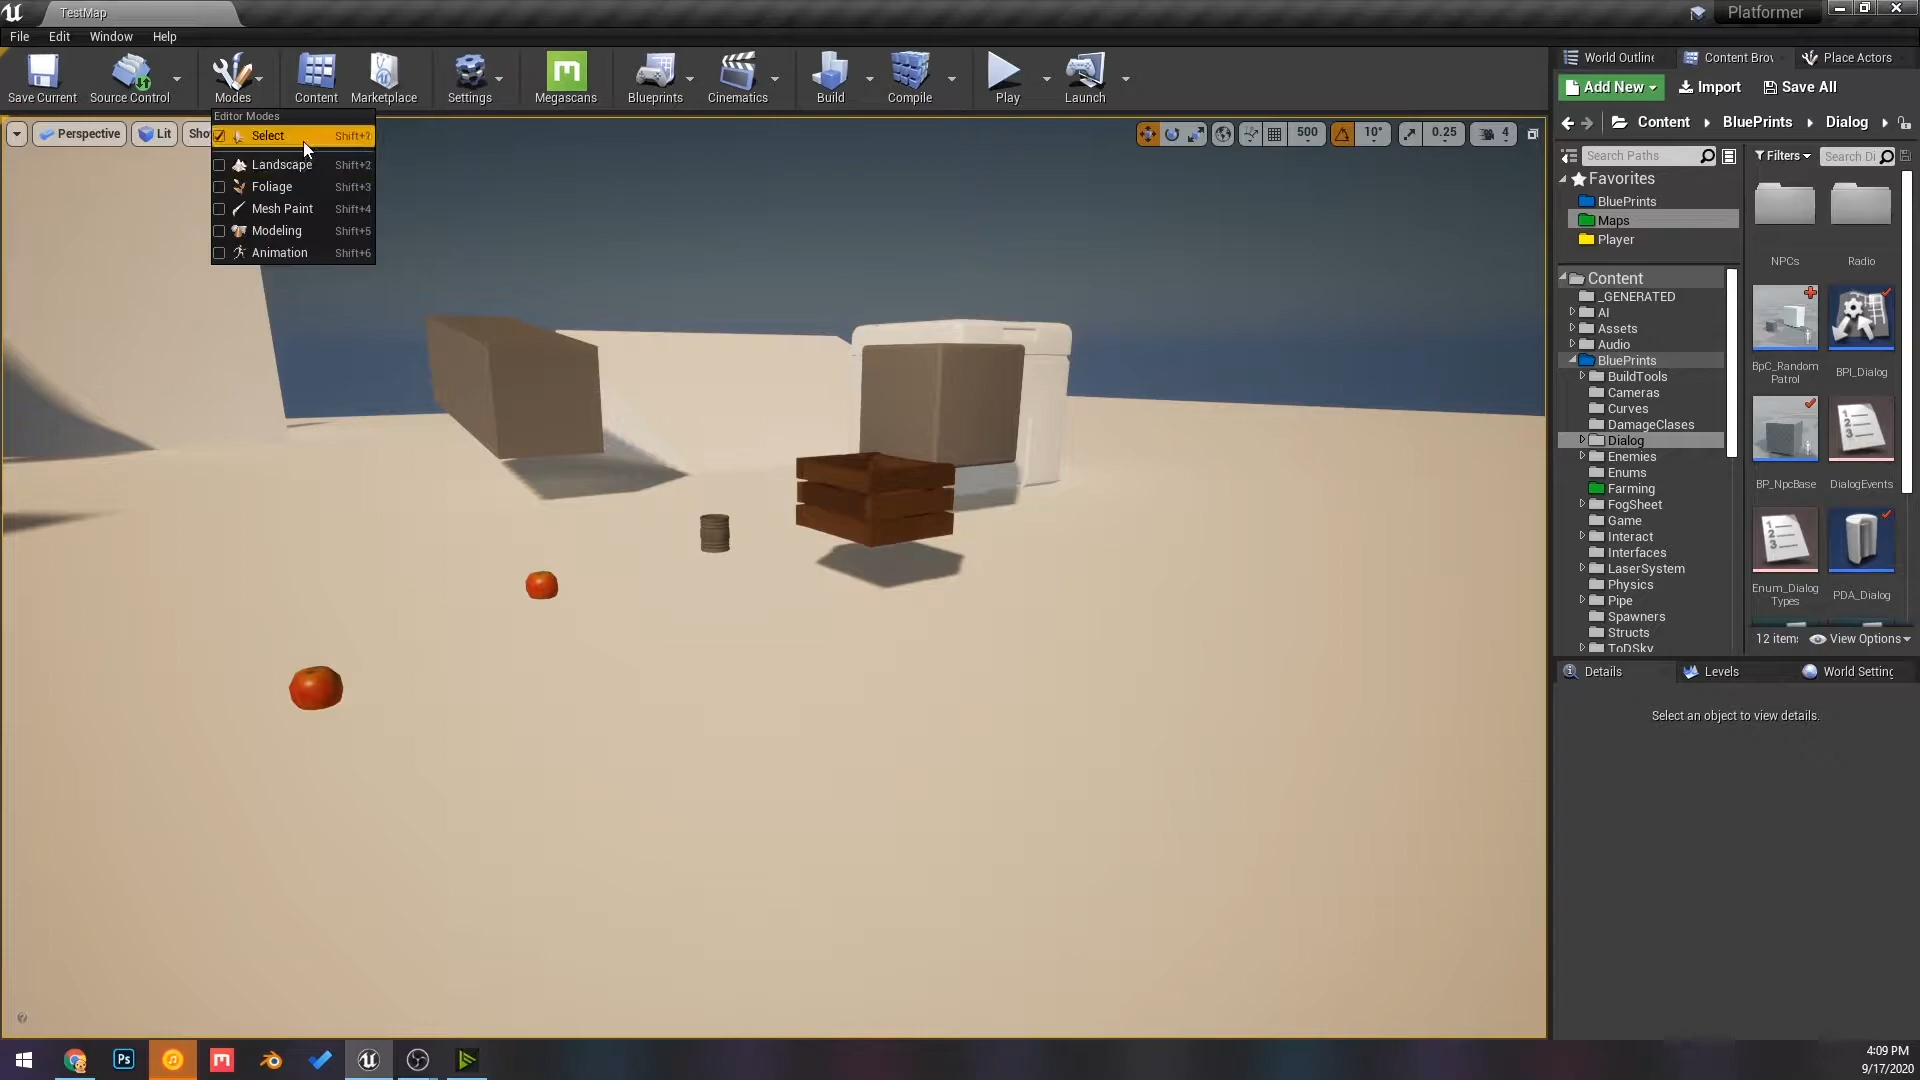 TestMap
Platformer
File Edit Window Help
World Outline Content Brov Place Actors
Save Current Source Control Modes Content Marketplace Settings Megascans Blueprints Cinematics Build Compile Play Launch
Add New Import Save All
Content BluePrints Dialog
Editor Modes
Select Shift+?
Landscape Shift+2
Foliage Shift+3
Mesh Paint Shift+4
Modeling Shift+5
Animation Shift+6
Perspective Lit Sho
500 10° 0.25 4
Search Paths
Filters Search Di
Favorites
BluePrints
Maps
Player
Content
_GENERATED
AI
Assets
Audio
BluePrints
BuildTools
Cameras
Curves
DamageClases
Dialog
Enemies
Enums
Farming
FogSheet
Game
Interact
Interfaces
LaserSystem
Physics
Pipe
Spawners
Structs
ToDSky
NPCs Radio
BpC_Random
Patrol
BPI_Dialog
BP_NpcBase DialogEvents
Enum_Dialog
Types
PDA_Dialog
12 item: View Options
Details Levels World Setting
Select an object to view details.
4:09 PM
9/17/2020